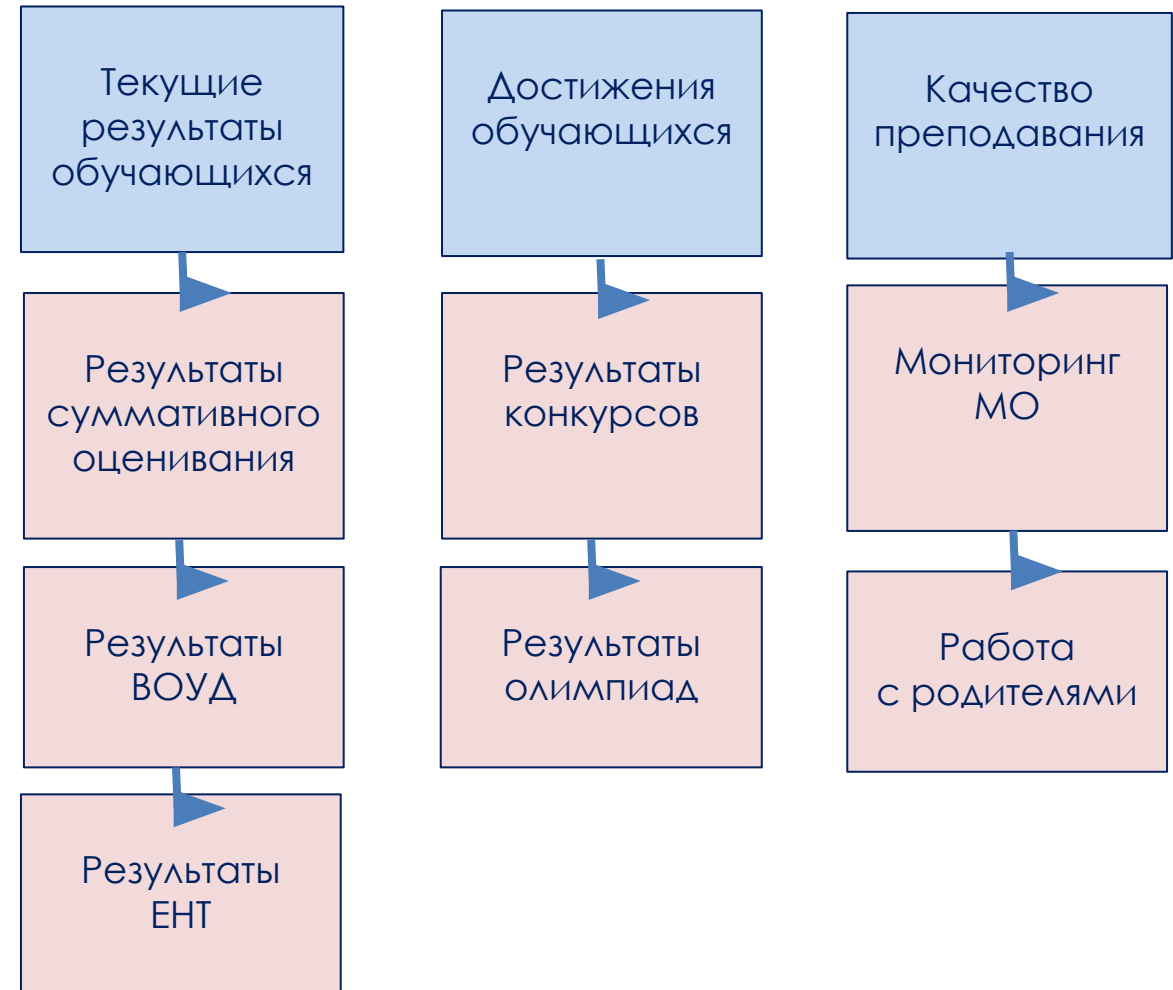 Текущие
результаты
обучающихся
Результаты
суммативного
оценивания
Результаты
ВОУД
Результаты
ЕНТ
Достижения
обучающихся
Результаты
конкурсов
Результаты
олимпиад
Качество
преподавания
Мониторинг
МО
Работа
с родителями